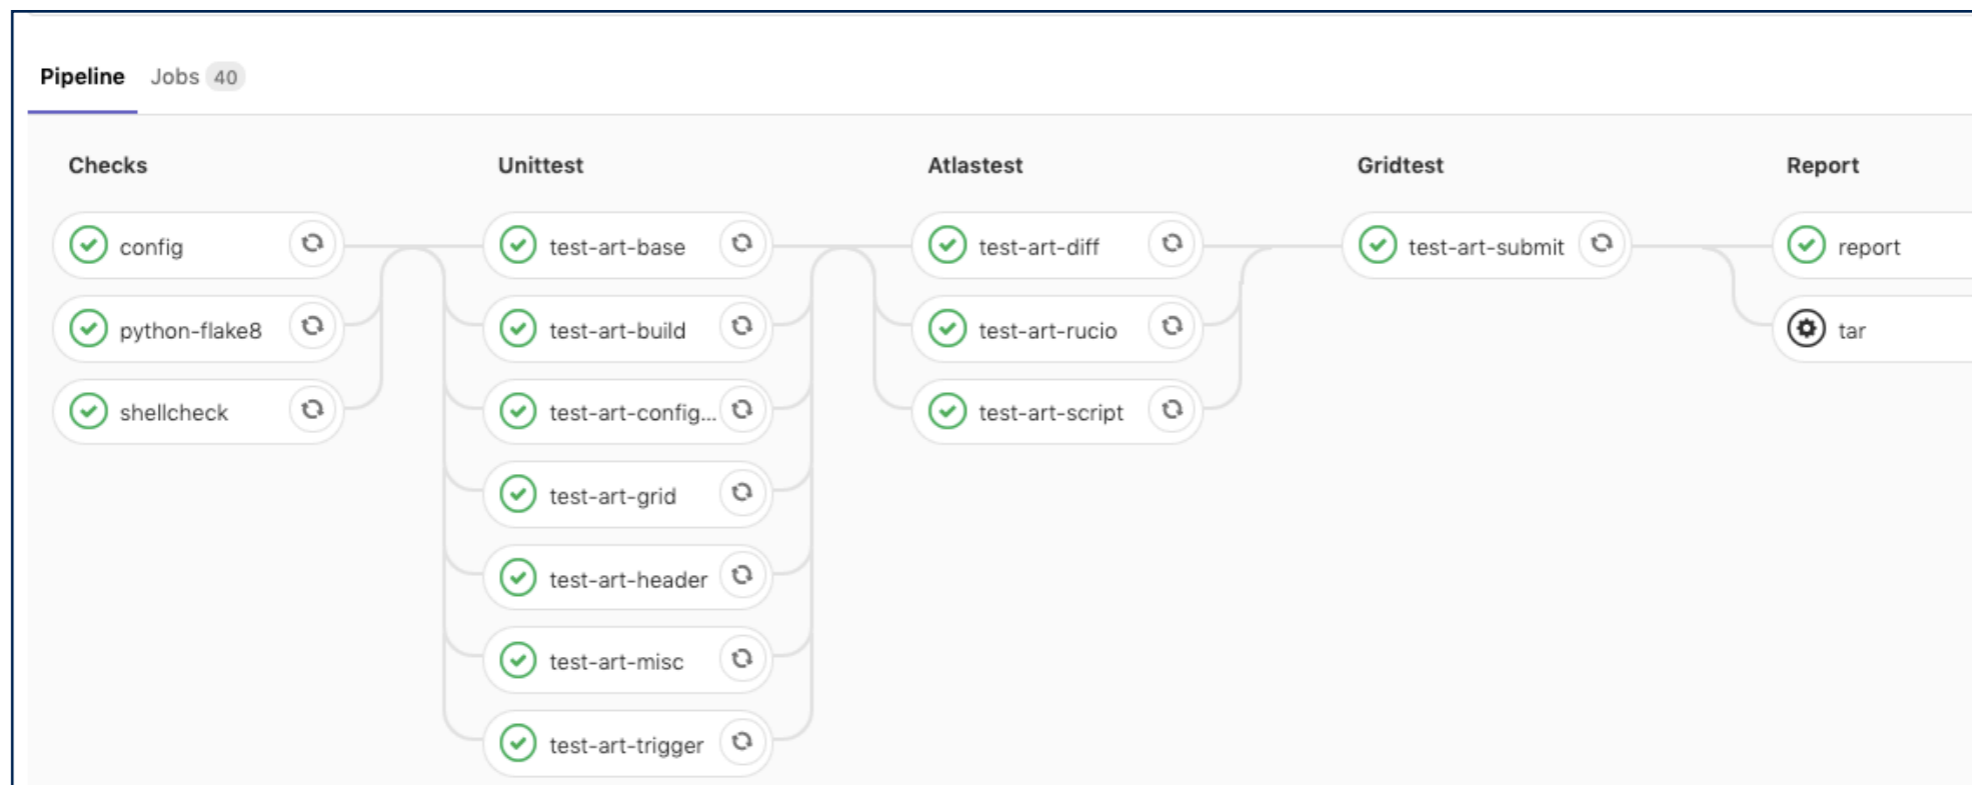 Pipeline Jobs 40
Checks
config
python-flake8
shellcheck
Unittest
test-art-base
test-art-build
test-art-config...
test-art-grid
test-art-header
test-art-misc
test-art-trigger
Atlastest
test-art-diff
test-art-rucio
test-art-script
Gridtest
test-art-submit
Report
report
tar